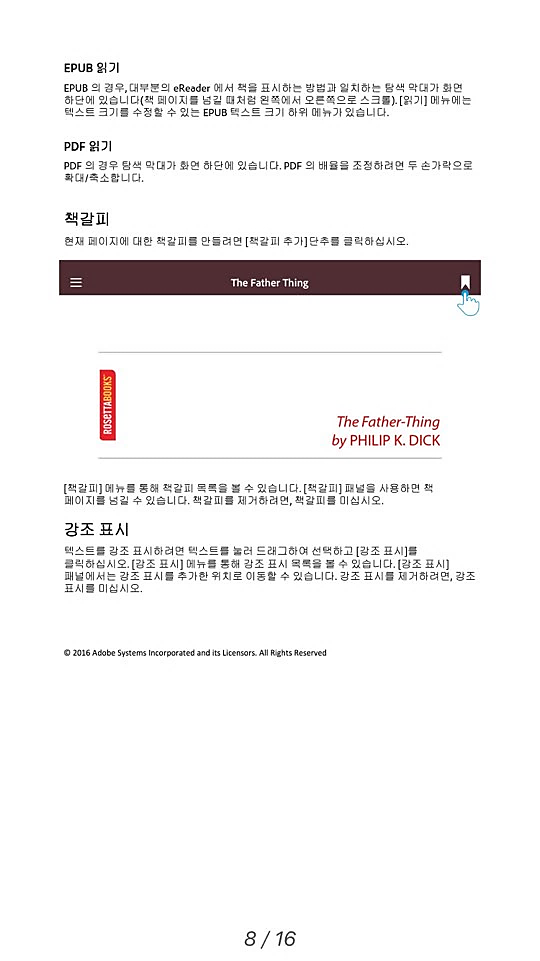 EPUB 읽기
EPUB 의 경우, 대부분의 eReader 에서 책을 표시하는 방법과 일치하는 탐색 막대가 화면
하단에 있습니다(책 페이지를 넘길 때처럼 왼쪽에서 오른쪽으로 스크롤). [읽기] 메뉴에는
텍스트 크기를 수정할 수 있는 EPUB 텍스트 크기 하위 메뉴가 있습니다.
PDF 읽기
PDF 의 경우 탐색 막대가 화면 하단에 있습니다. PDF 의 배율을 조정하려면 두 손가락으로
확대/축소합니다.
책갈피
현재 페이지에 대한 책갈피를 만들려면 [책갈피 추가] 단추를 클릭하십시오.
The Father Thing
ROSETTABOOKS
The Father-Thing
by PHILIP K. DICK
[책갈피] 메뉴를 통해 책갈피 목록을 볼 수 있습니다. [책갈피] 패널을 사용하면 책
페이지를 넘길 수 있습니다. 책갈피를 제거하려면, 책갈피를 미십시오.
강조 표시
텍스트를 강조 표시하려면 텍스트를 눌러 드래그하여 선택하고 [강조 표시]를
클릭하십시오. [강조 표시] 메뉴를 통해 강조 표시 목록을 볼 수 있습니다. [강조 표시]
패널에서는 강조 표시를 추가한 위치로 이동할 수 있습니다. 강조 표시를 제거하려면, 강조
표시를 미십시오.
© 2016 Adobe Systems Incorporated and its Licensors. All Rights Reserved
8 / 16